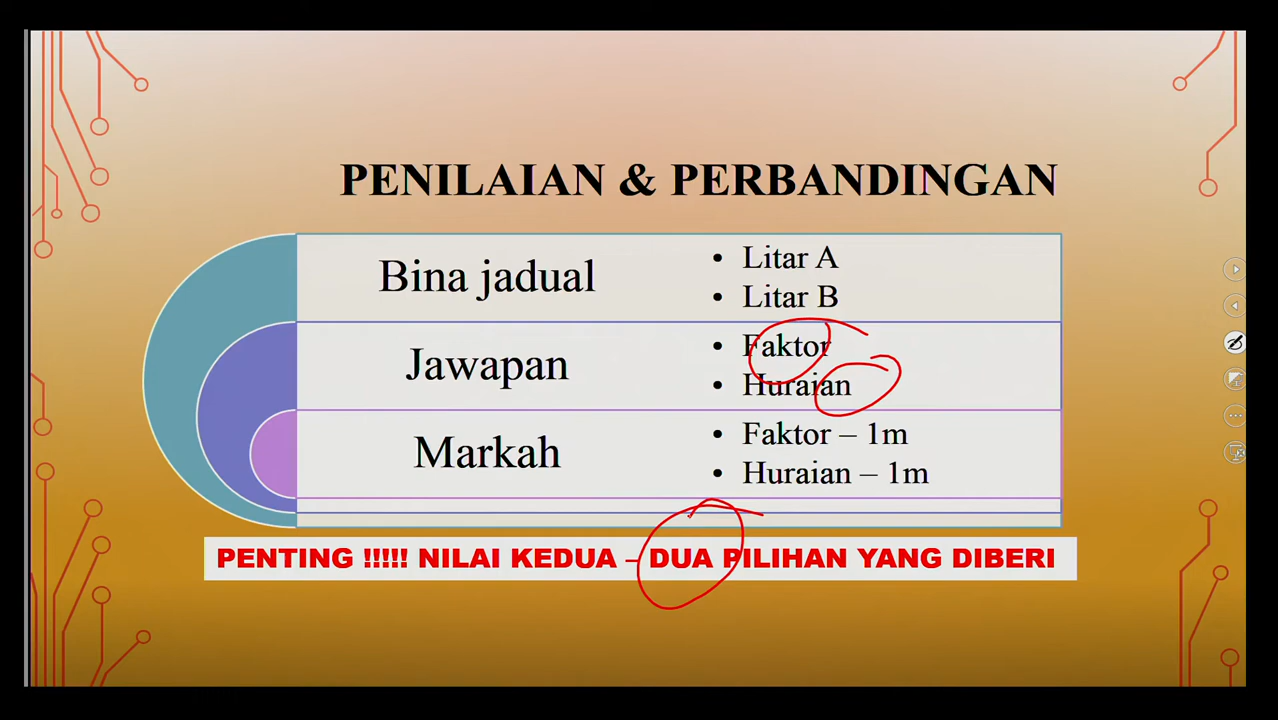 PENILAIAN & PERBANDINGAN
Bina jadual
• Litar A
• Litar B
Jawapan
• Faktor
• Huraian
Markah
• Faktor – 1m
• Huraian – 1m
PENTING !!!!! NILAI KEDUA – DUA PILIHAN YANG DIBERI